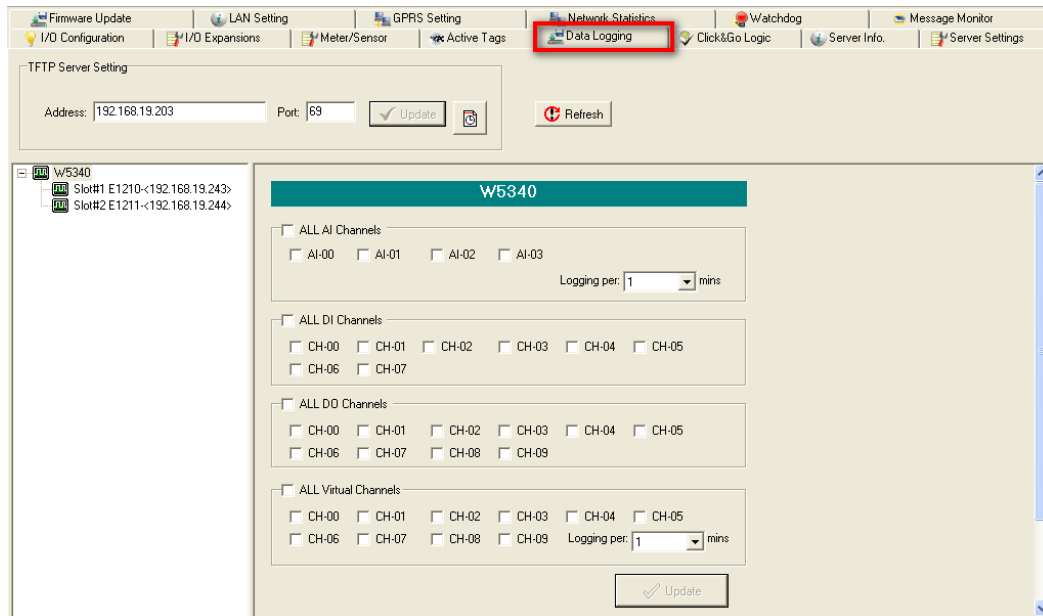 Firmware Update LAN Setting GPRS Setting Network Statistics Watchdog Message Monitor
I/O Configuration I/O Expansions Meter/Sensor Active Tags Data Logging Click&Go Logic Server Info. Server Settings
TFTP Server Setting
Address: 192.168.19.203 Port: 69 Update Refresh
W5340
Slot#1 E1210-<192.168.19.243>
Slot#2 E1211-<192.168.19.244>
W5340
ALL AI Channels
AI-00 AI-01 AI-02 AI-03
Logging per: 1 mins
ALL DI Channels
CH-00 CH-01 CH-02 CH-03 CH-04 CH-05
CH-06 CH-07
ALL DO Channels
CH-00 CH-01 CH-02 CH-03 CH-04 CH-05
CH-06 CH-07 CH-08 CH-09
ALL Virtual Channels
CH-00 CH-01 CH-02 CH-03 CH-04 CH-05
CH-06 CH-07 CH-08 CH-09 Logging per: 1 mins
Update